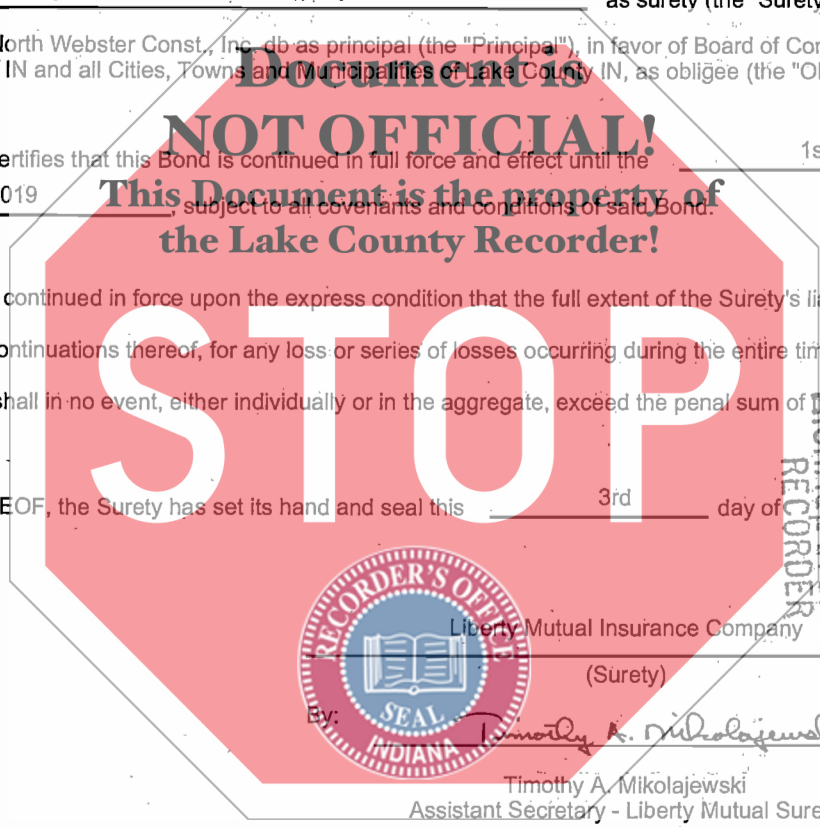 as surety (the "Surety
orth Webster Const., Inc. db as principal (the "Principal"), in favor of Board of Co
IN and all Cities, Towns and Municipalities of Lake County IN, as obligee (the "O
Document is
NOT OFFICIAL!
This Document is the property of
the Lake County Recorder!
ertifies that this Bond is continued in full force and effect until the 1s
019 , subject to all covenants and conditions of said Bond.
continued in force upon the express condition that the full extent of the Surety's lia
ontinuations thereof, for any loss or series of losses occurring during the entire tim
hall in no event, either individually or in the aggregate, exceed the penal sum of
STOP
EOF, the Surety has set its hand and seal this 3rd day of
RECORDER
RECORDER'S OFFICE
SEAL
INDIANA
Liberty Mutual Insurance Company
(Surety)
By: Timothy A. Mikolajews
Timothy A. Mikolajewski
Assistant Secretary - Liberty Mutual Sure